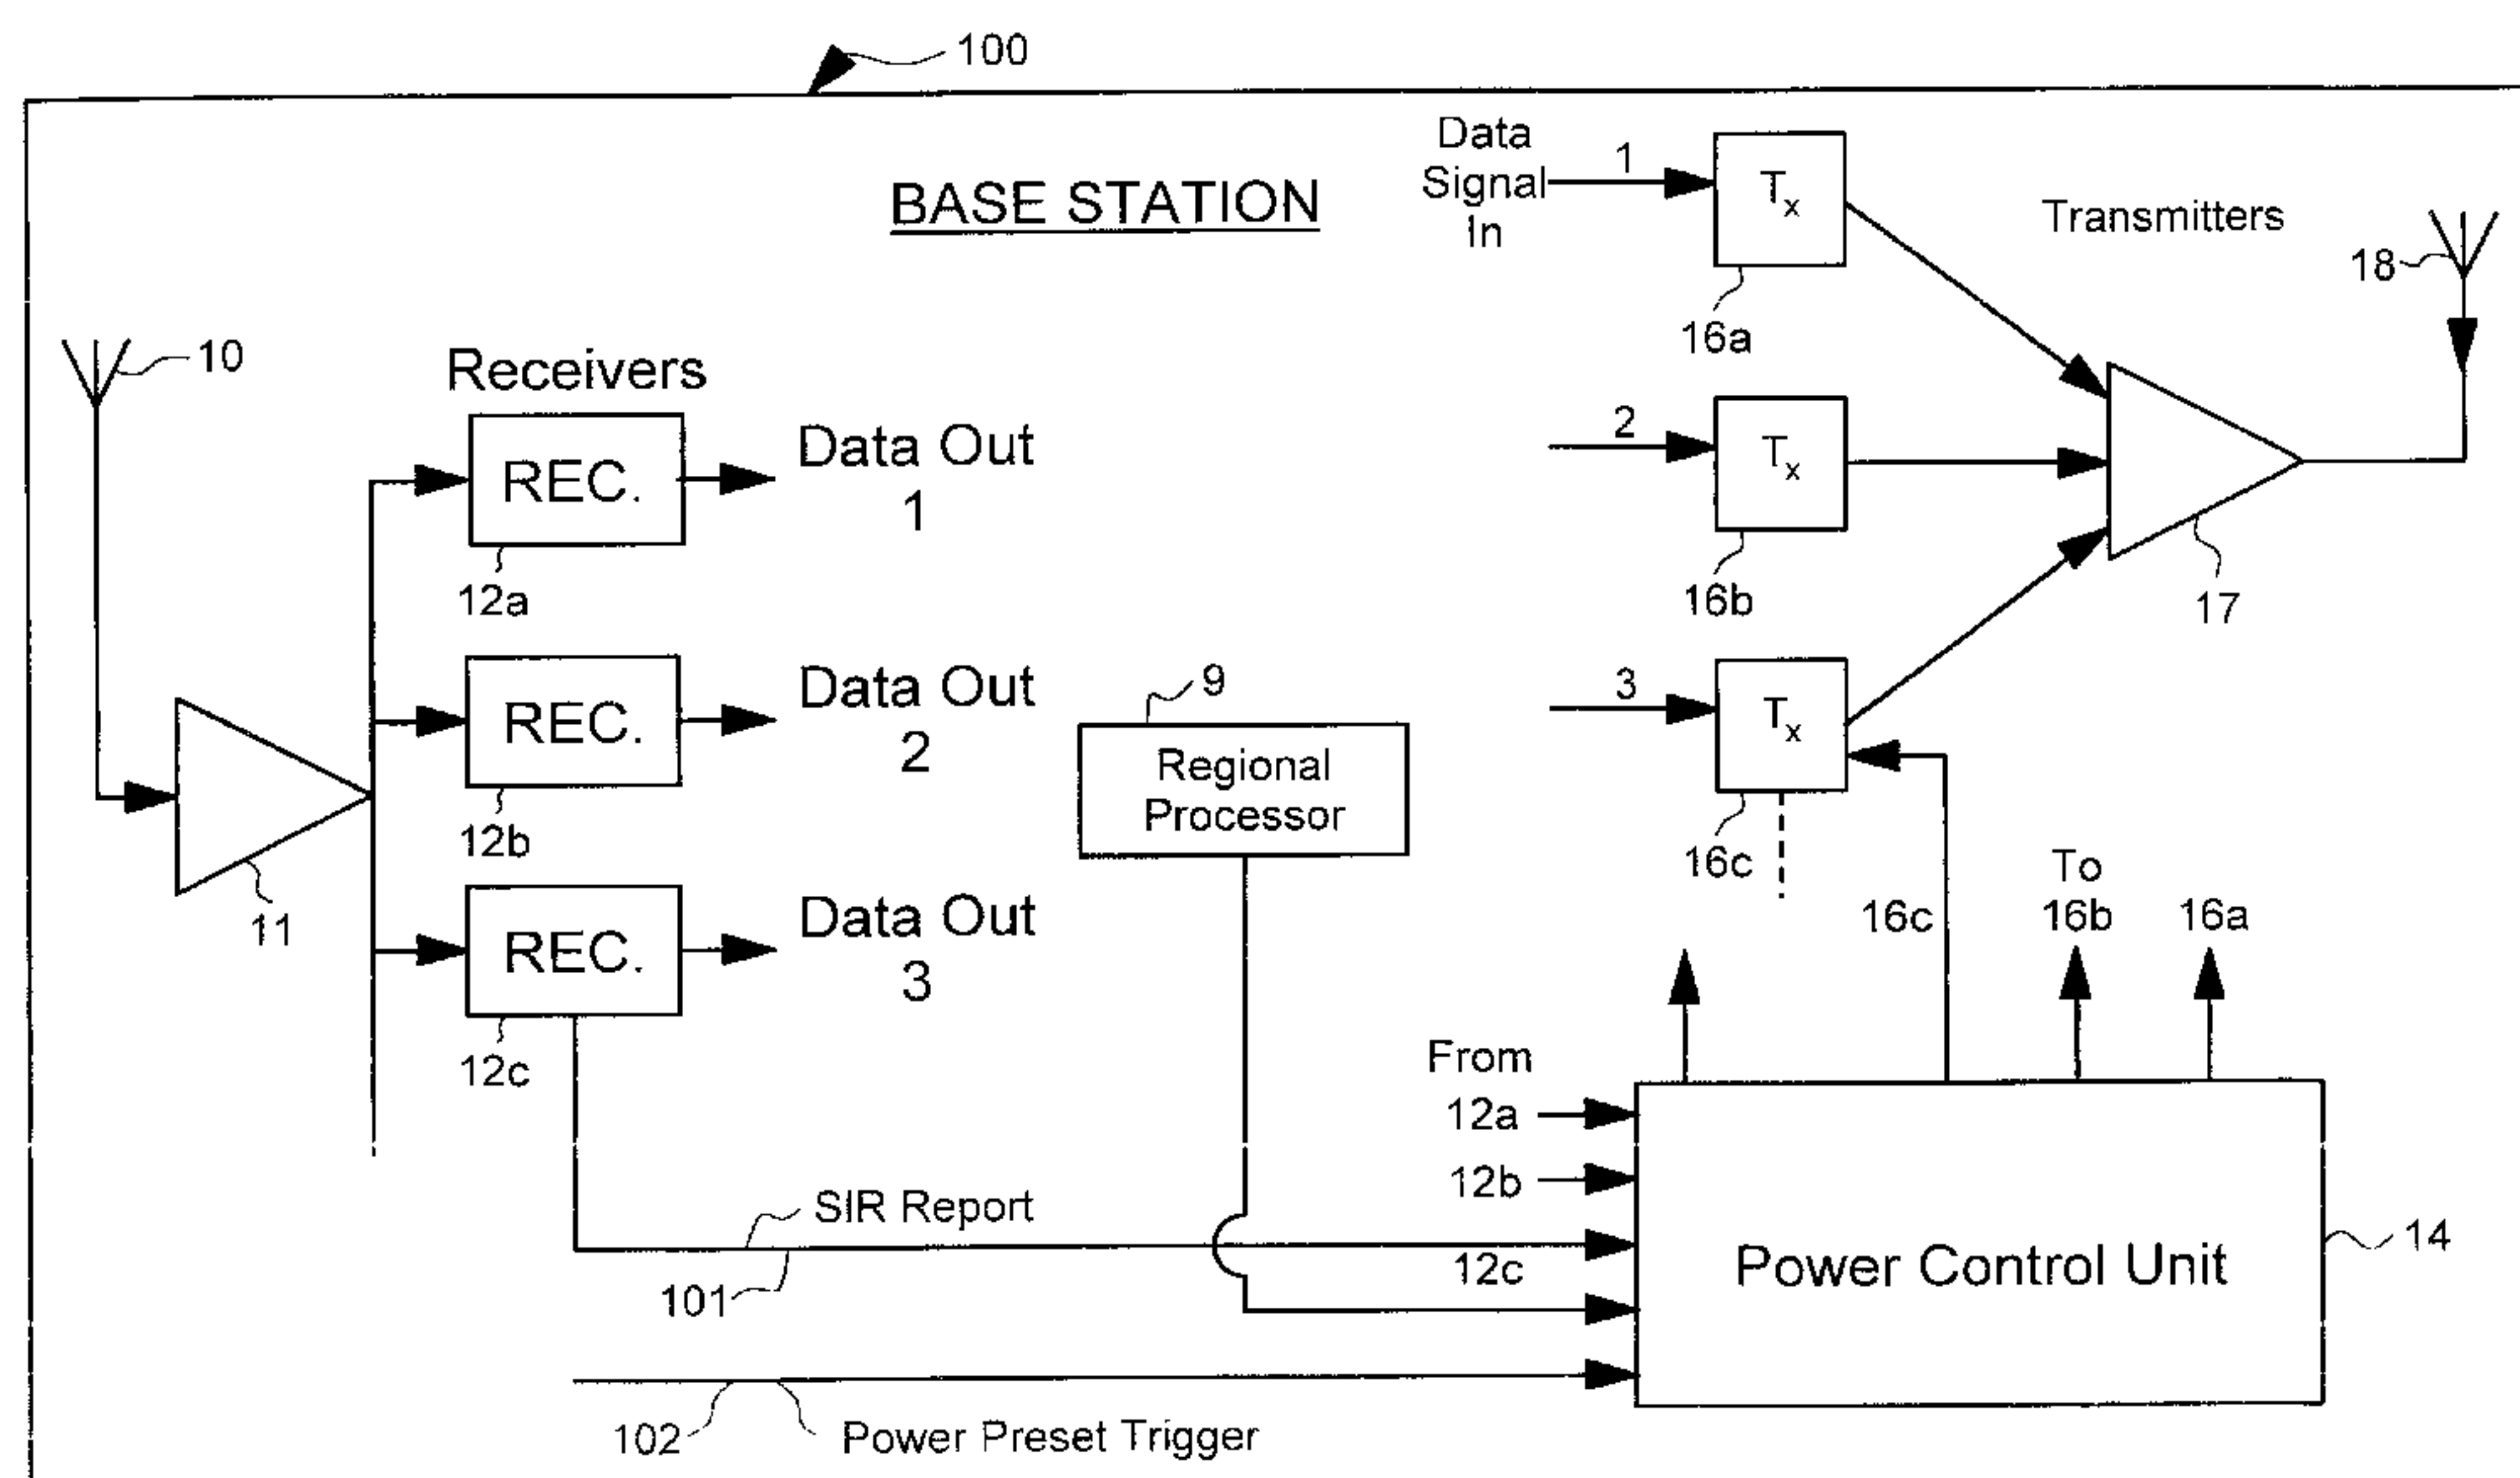 100
BASE STATION
Data
Signal
In
1
Tx
Transmitters
18
16a
10
Receivers
REC.
Data Out
1
12a
2
Tx
16b
17
REC.
Data Out
2
12b
11
9
Regional
Processor
3
Tx
16c
REC.
Data Out
3
12c
16c
To
16b
16a
From
12a
12b
12c
SIR Report
101
Power Control Unit
14
102
Power Preset Trigger